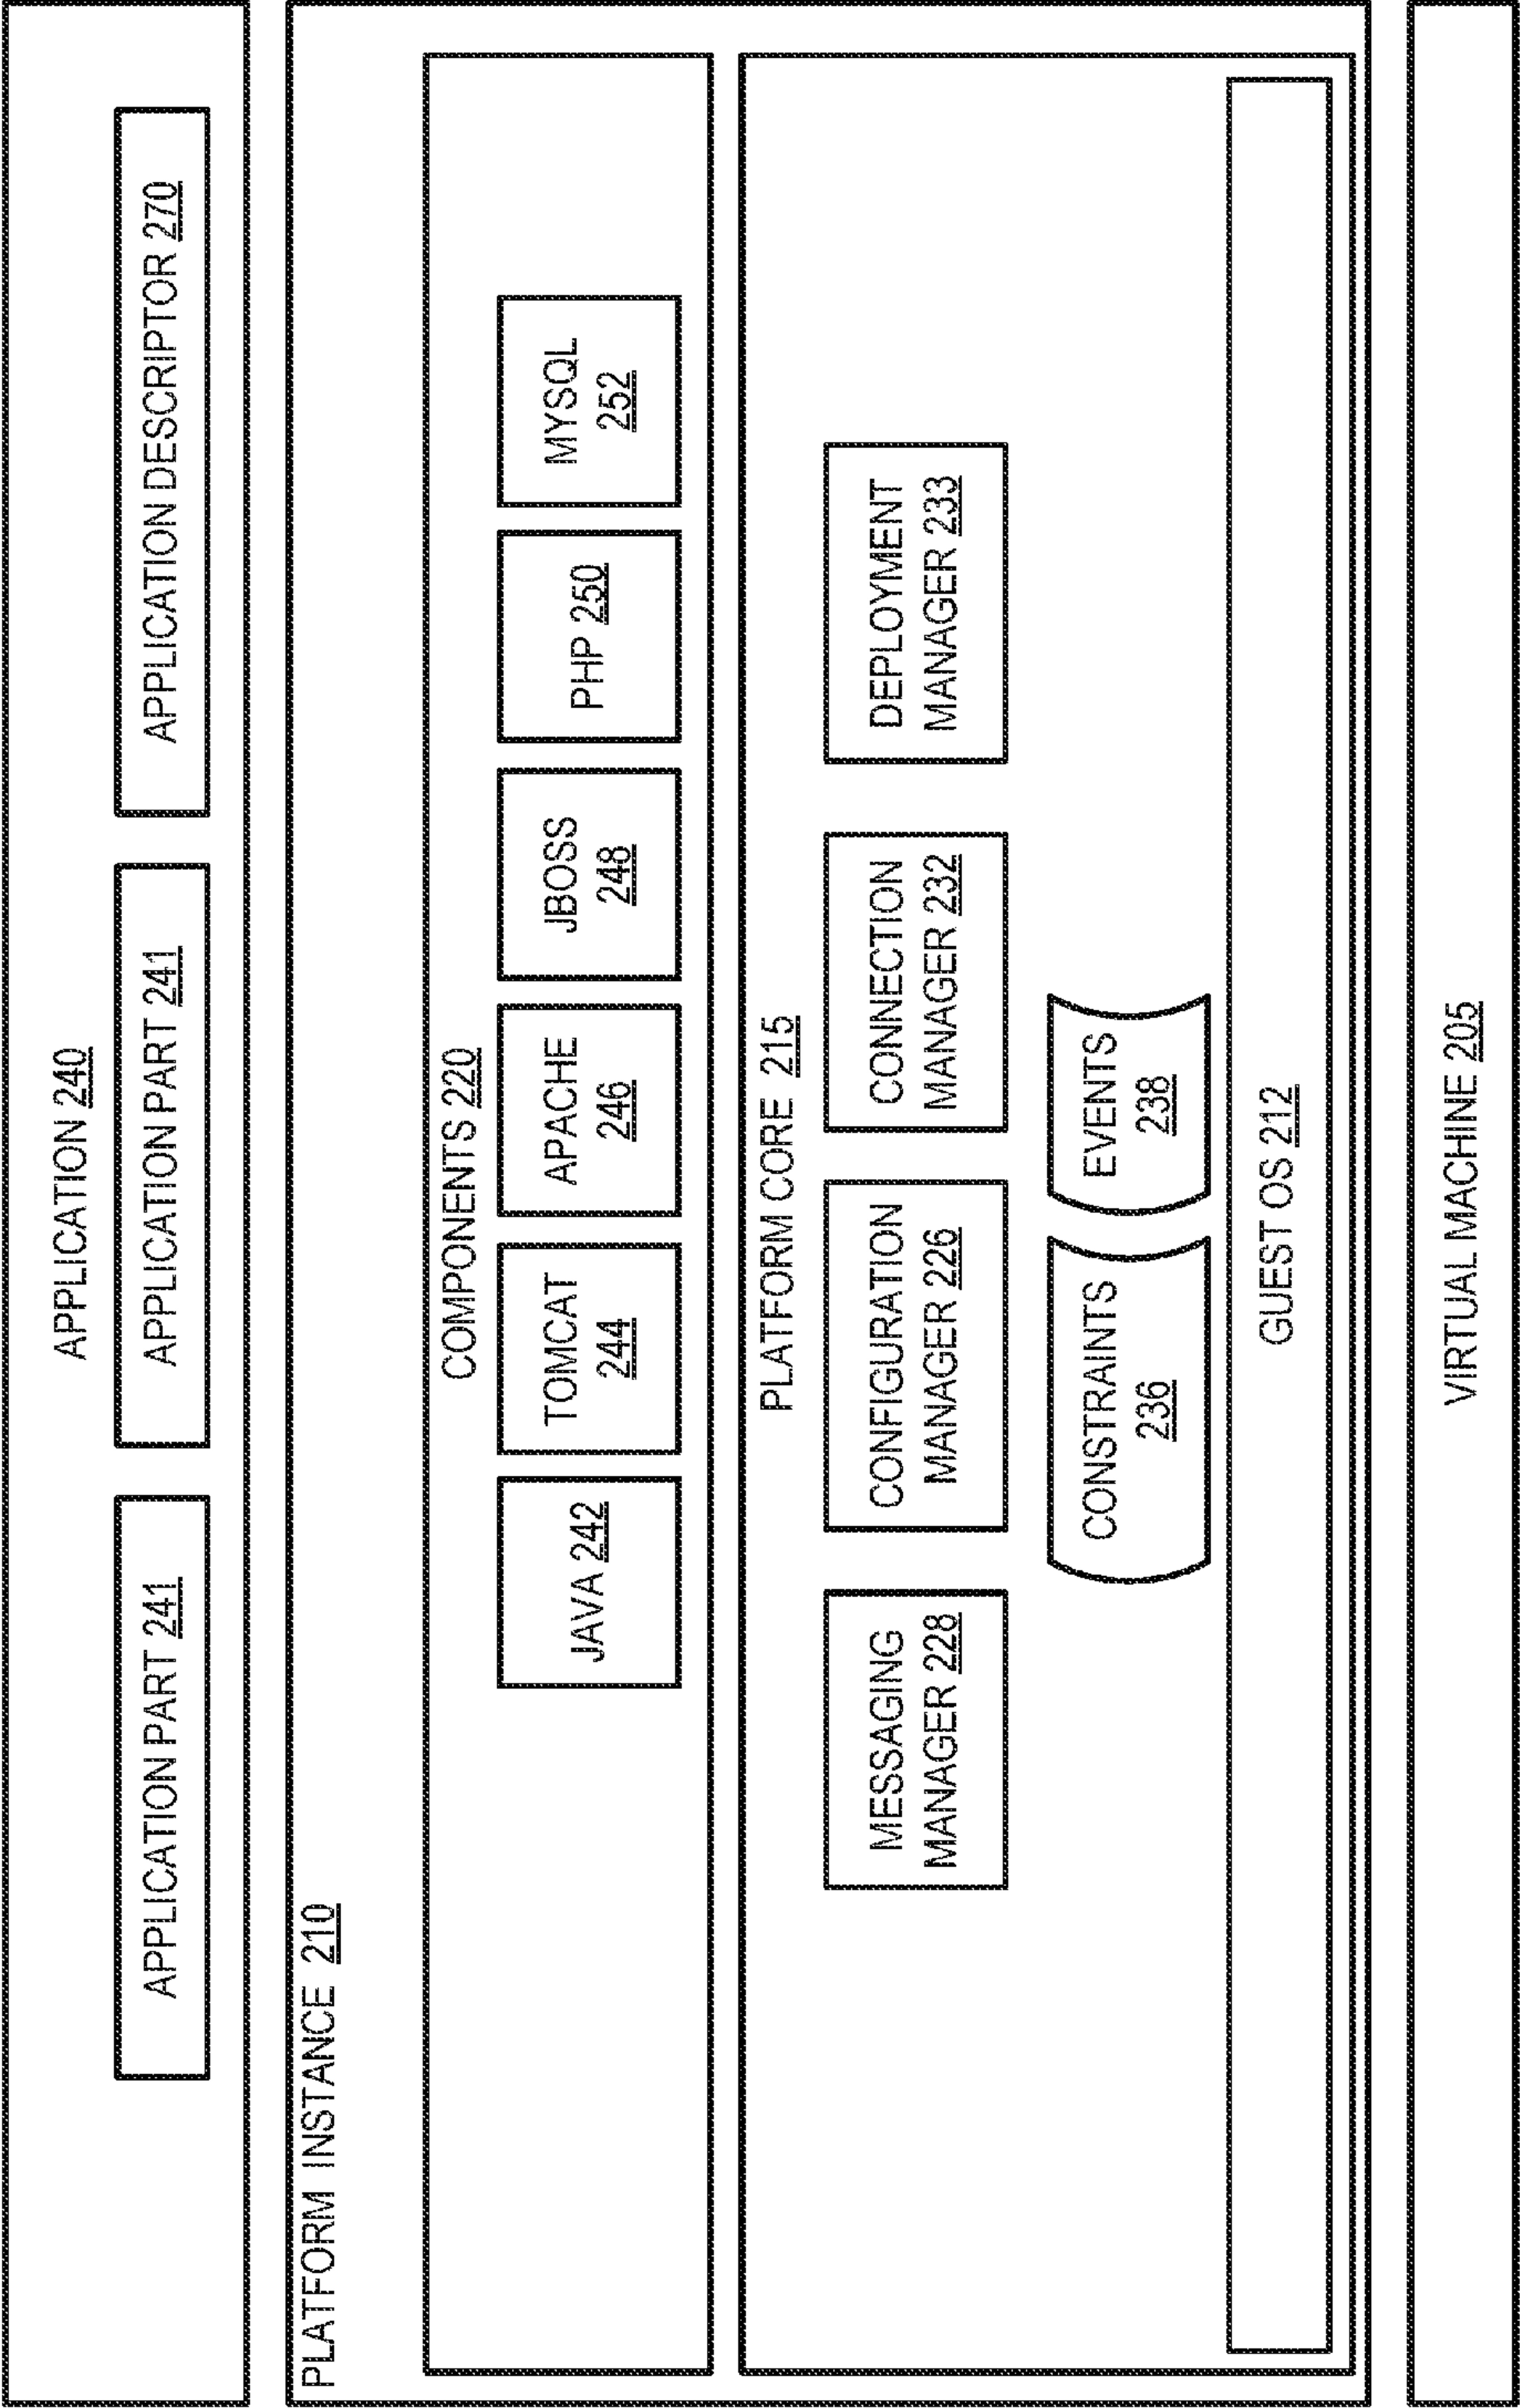 APPLICATION 240
APPLICATION PART 241
APPLICATION PART 241
APPLICATION DESCRIPTOR 270
PLATFORM INSTANCE 210
COMPONENTS 220
JAVA 242
TOMCAT
244
APACHE
246
JBOSS
248
PHP 250
MYSQL
252
PLATFORM CORE 215
MESSAGING
MANAGER 228
CONFIGURATION
MANAGER 226
CONNECTION
MANAGER 232
DEPLOYMENT
MANAGER 233
CONSTRAINTS
236
EVENTS
238
GUEST OS 212
VIRTUAL MACHINE 205